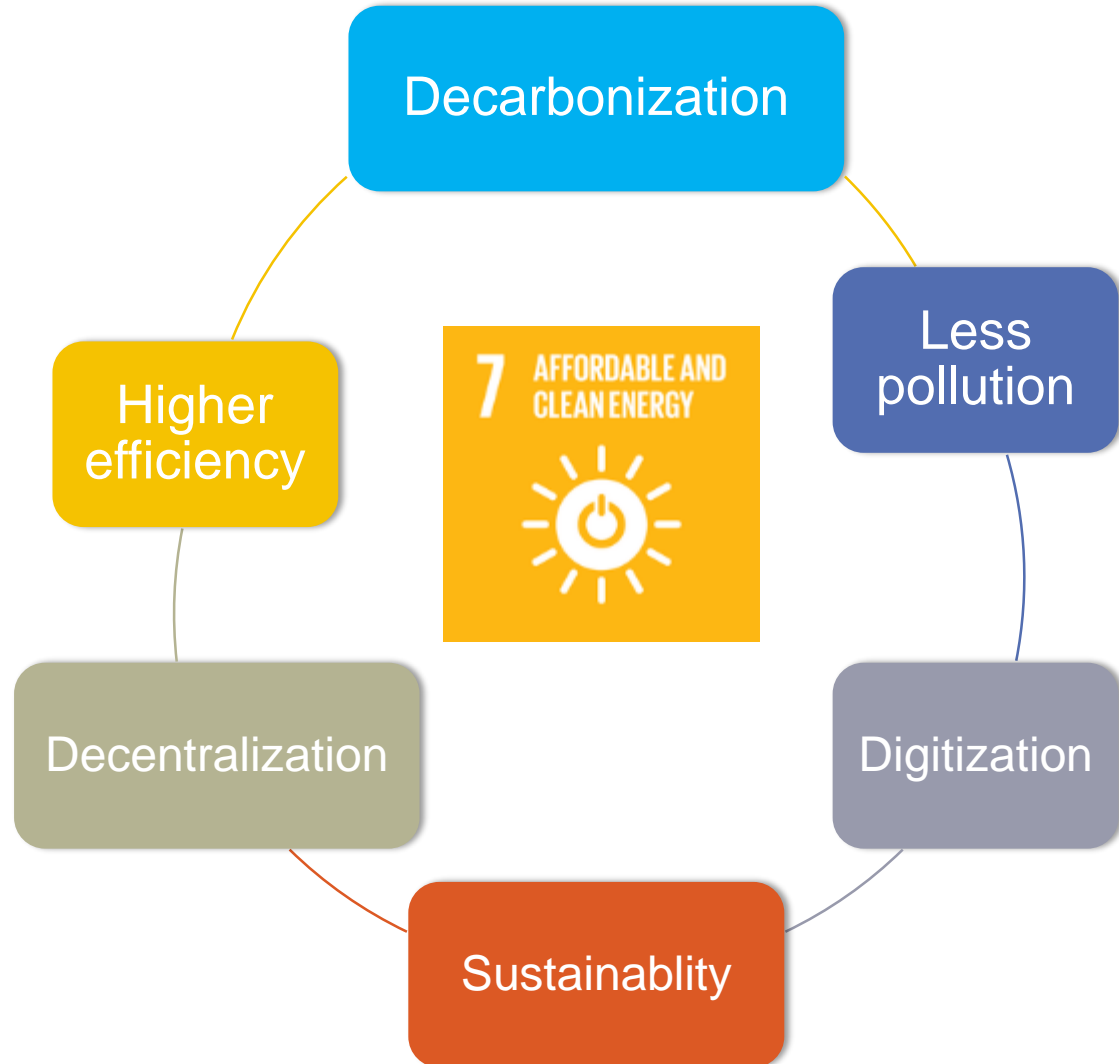 Decarbonization
Less
pollution
Higher
efficiency
7 AFFORDABLE AND
CLEAN ENERGY
Decentralization
Digitization
Sustainablity